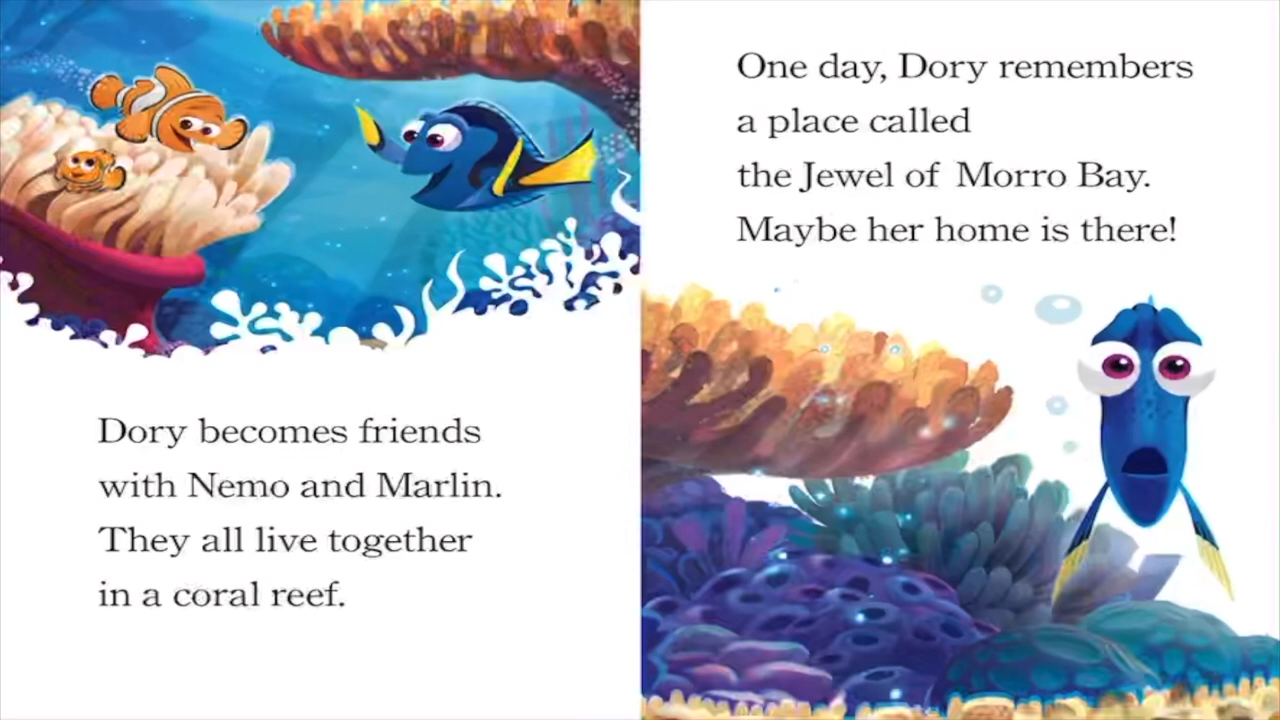 Dory becomes friends
with Nemo and Marlin.
They all live together
in a coral reef.
One day, Dory remembers
a place called
the Jewel of Morro Bay.
Maybe her home is there!